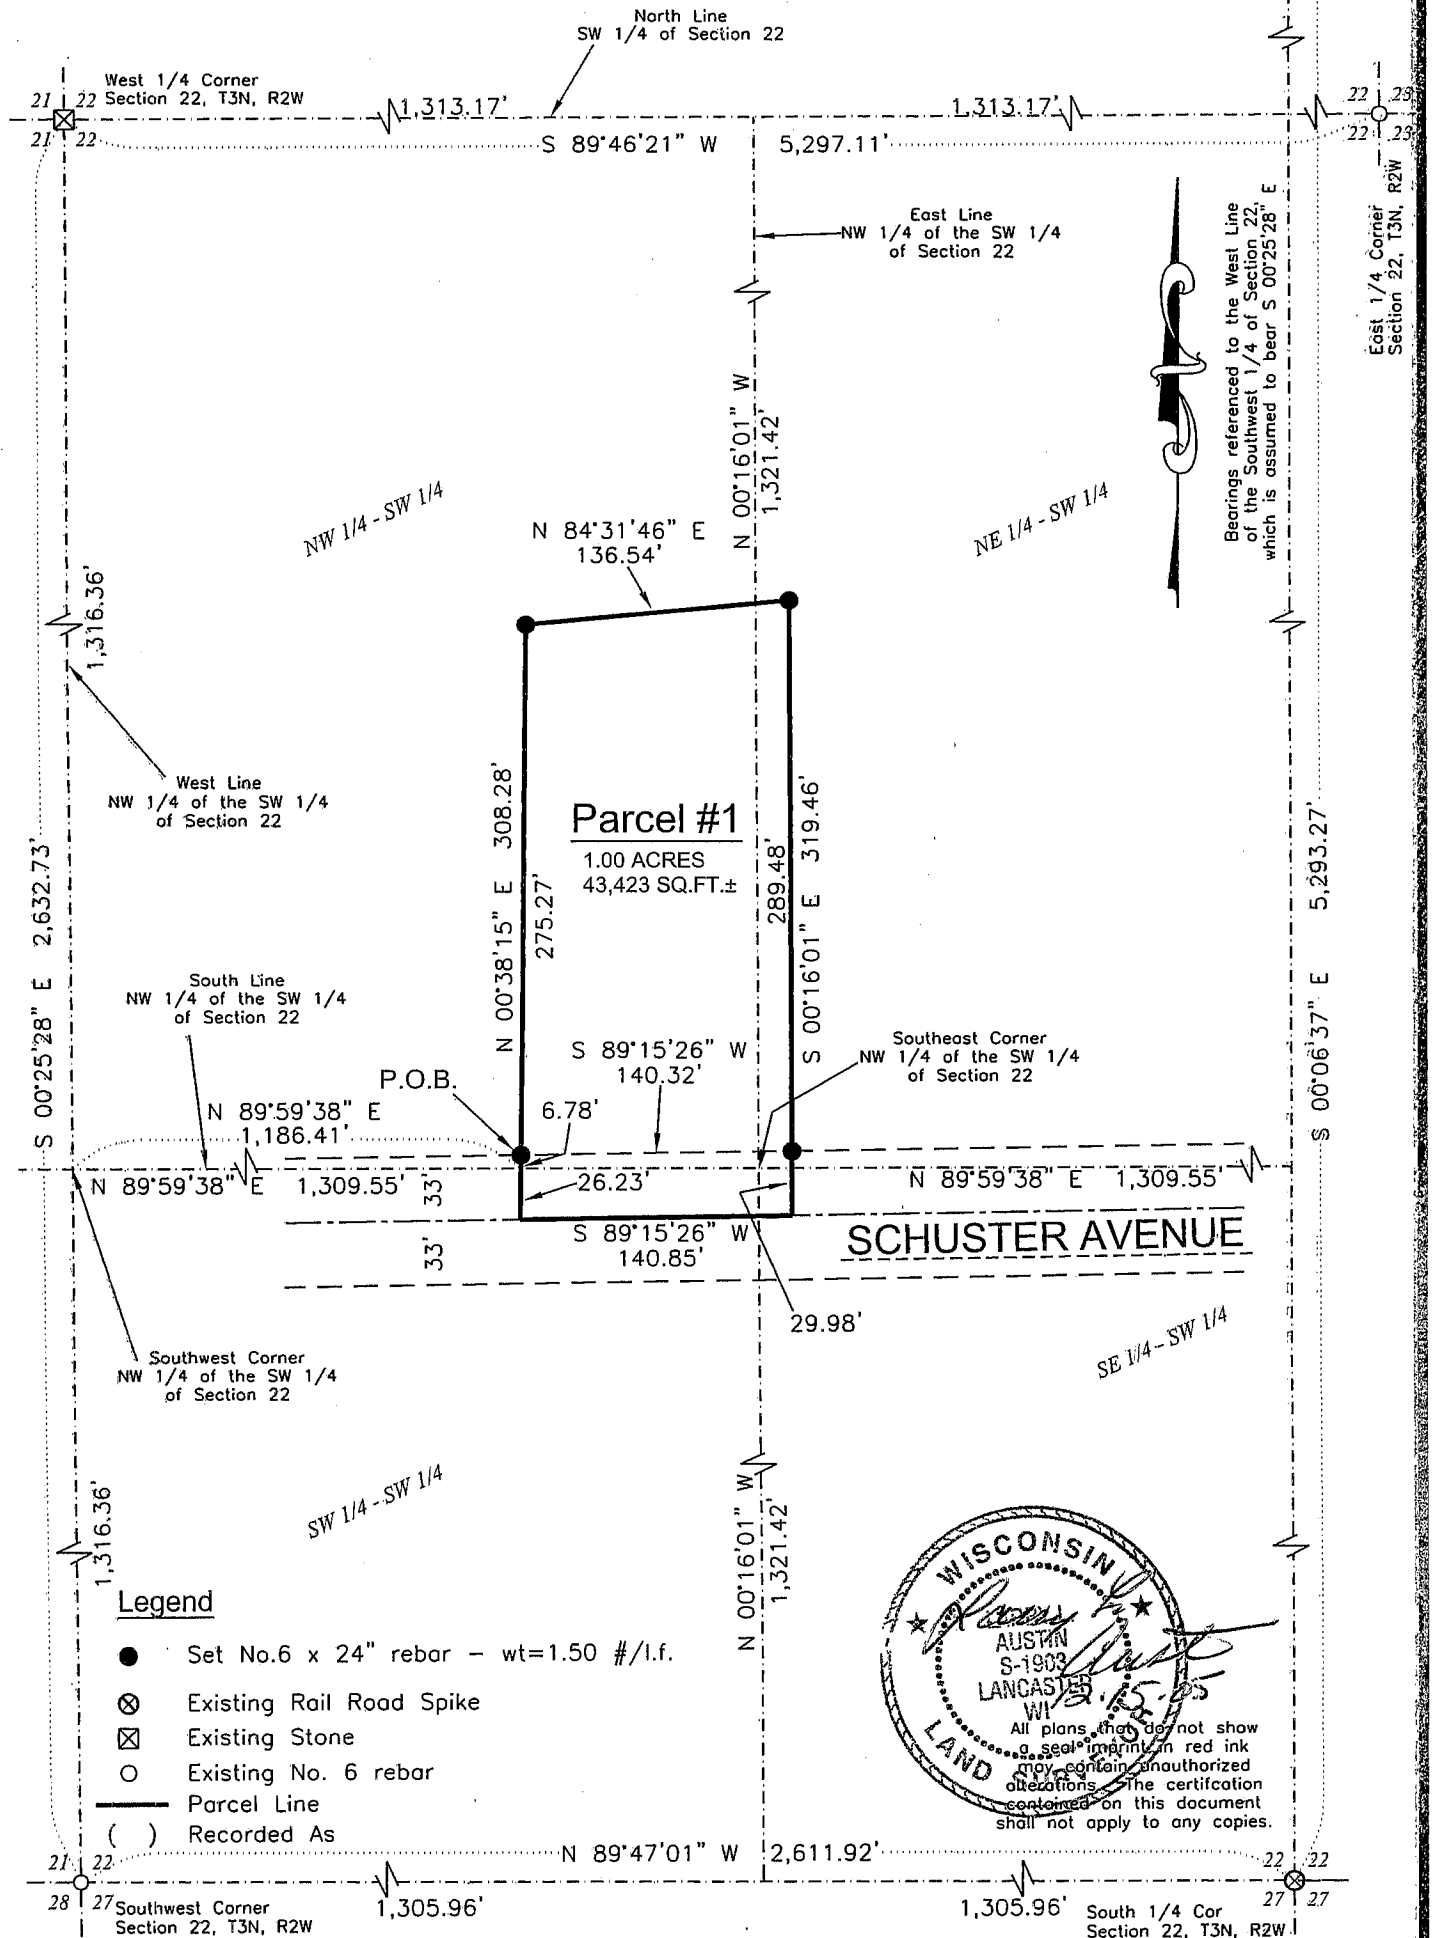 North Line
SW 1/4 of Section 22
West 1/4 Corner
Section 22, T3N, R2W
21 22
21 22
1,313.17'
1,313.17'
22 23
22 23
S 89°46'21" W 5,297.11'
East 1/4 Corner
Section 22, T3N, R2W
East Line
NW 1/4 of the SW 1/4
of Section 22
Bearings referenced to the West Line
of the Southwest 1/4 of Section 22,
which is assumed to bear S 00°25'28" E
N 00°16'01" W
1,321.42'
NW 1/4 - SW 1/4
NE 1/4 - SW 1/4
N 84°31'46" E
136.54'
1,316.36'
West Line
NW 1/4 of the SW 1/4
of Section 22
S 00°25'28" E 2,632.73'
N 00°38'15" E 308.28'
275.27'
Parcel #1
1.00 ACRES
43,423 SQ.FT.±
289.48'
S 00°16'01" E 319.46'
S 00°06'37" E 5,293.27'
South Line
NW 1/4 of the SW 1/4
of Section 22
Southeast Corner
NW 1/4 of the SW 1/4
of Section 22
S 89°15'26" W
140.32'
P.O.B.
N 89°59'38" E
1,186.41'
6.78'
N 89°59'38" E 1,309.55'
33'
26.23'
N 89°59'38" E 1,309.55'
33'
S 89°15'26" W
140.85'
SCHUSTER AVENUE
29.98'
Southwest Corner
NW 1/4 of the SW 1/4
of Section 22
SE 1/4 - SW 1/4
SW 1/4 - SW 1/4
1,316.36'
N 00°16'01" W
1,321.42'
Legend
Set No.6 x 24" rebar - wt=1.50 #/l.f.
Existing Rail Road Spike
Existing Stone
Existing No. 6 rebar
Parcel Line
( ) Recorded As
WISCONSIN
AUSTIN
S-1903
LANCASTER
WI
LAND SURVEYOR
12.15.05
All plans that do not show
a seal imprint in red ink
may contain unauthorized
alterations. The certifcation
contained on this document
shall not apply to any copies.
N 89°47'01" W 2,611.92'
21 22
28 27
22 22
27 27
Southwest Corner
Section 22, T3N, R2W
1,305.96'
1,305.96'
South 1/4 Cor
Section 22, T3N, R2W